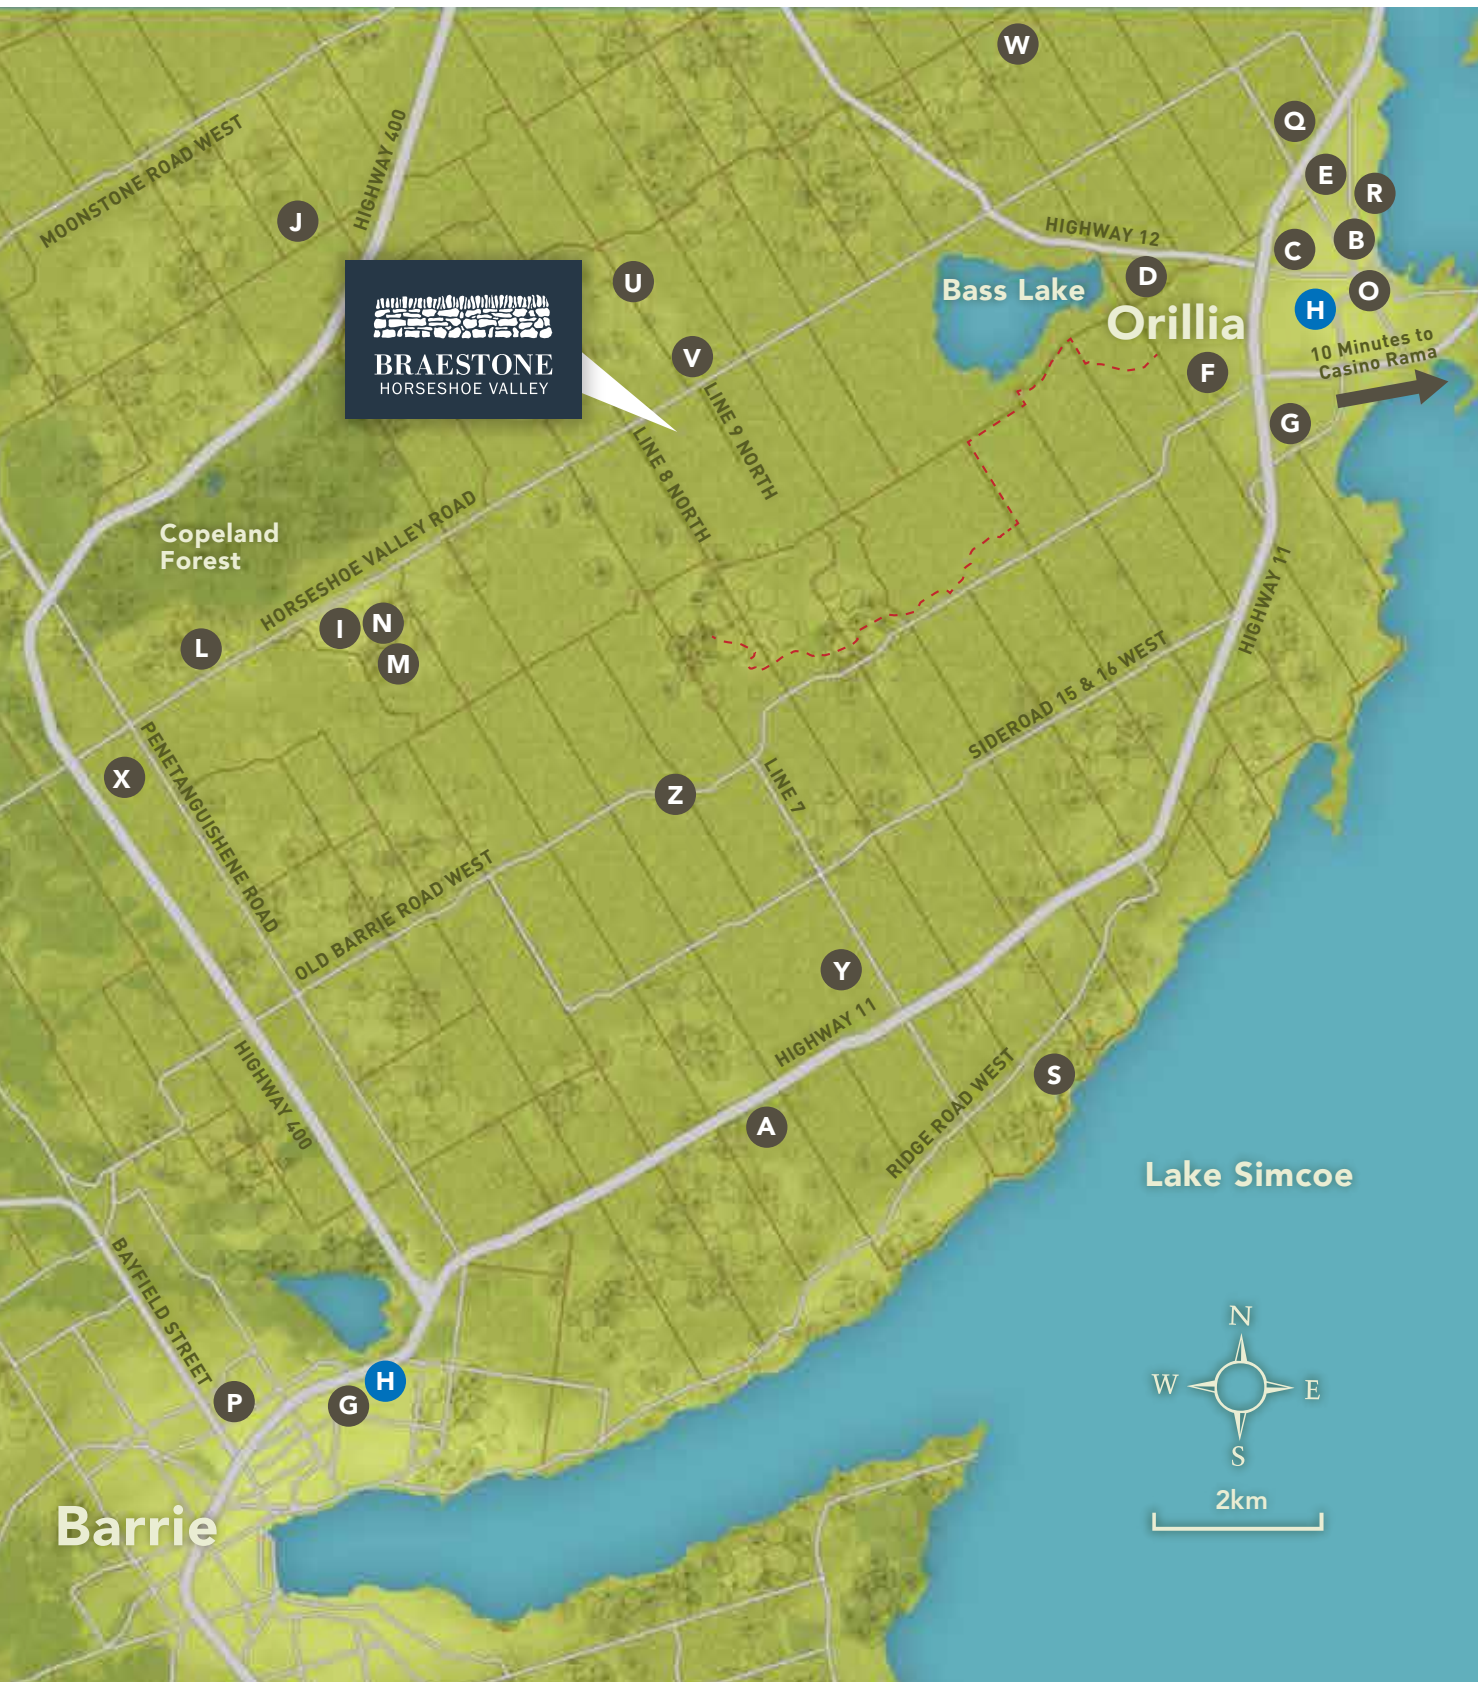 W
Q
MOONSTONE ROAD WEST
HIGHWAY 400
E
R
J
HIGHWAY 12
C
B
U
D
Bass Lake
O
H
Orillia
BRAESTONE
HORSESHOE VALLEY
V
10 Minutes to
Casino Rama
F
G
LINE 9 NORTH
LINE 8 NORTH
Copeland
Forest
HORSESHOE VALLEY ROAD
HIGHWAY 11
I
N
L
M
SIDEROAD 15 & 16 WEST
X
PENETANGUISHENE ROAD
LINE 7
Z
OLD BARRIE ROAD WEST
Y
HIGHWAY 11
HIGHWAY 400
RIDGE ROAD WEST
S
A
Lake Simcoe
BAYFIELD STREET
N
W
E
S
H
P
G
2km
Barrie